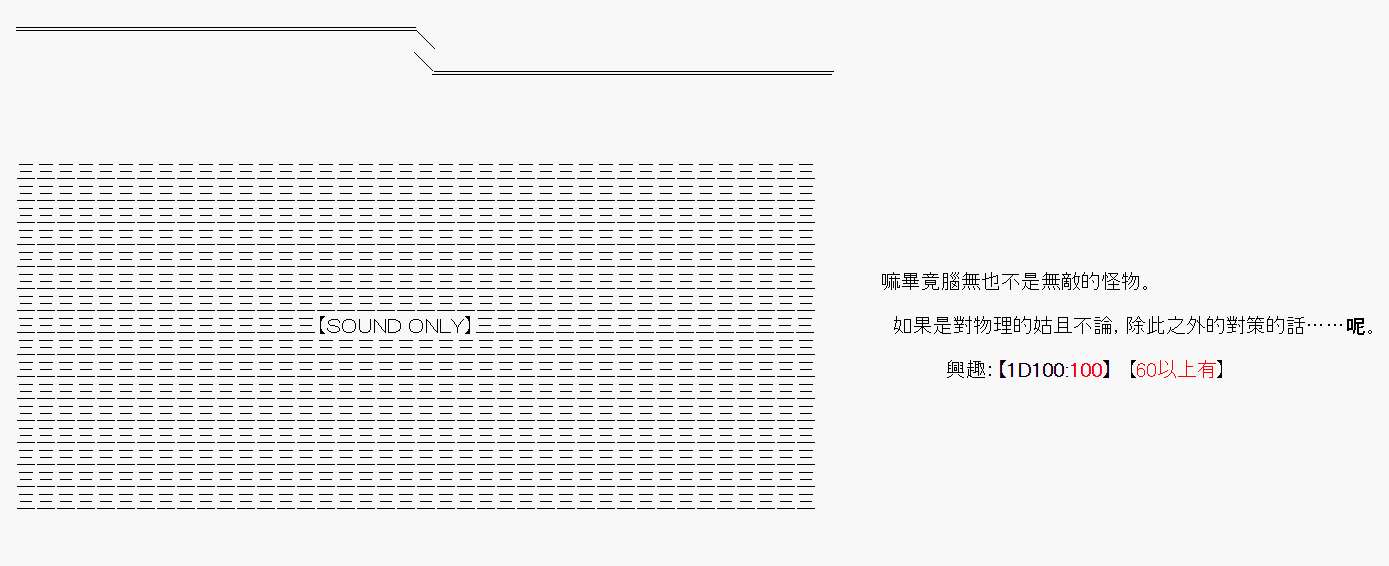 嘛畢竟腦無也不是無敵的怪物。
【SOUND ONLY】
如果是對物理的姑且不論，除此之外的對策的話……呢。
興趣：【1D100:100】 【60以上有】